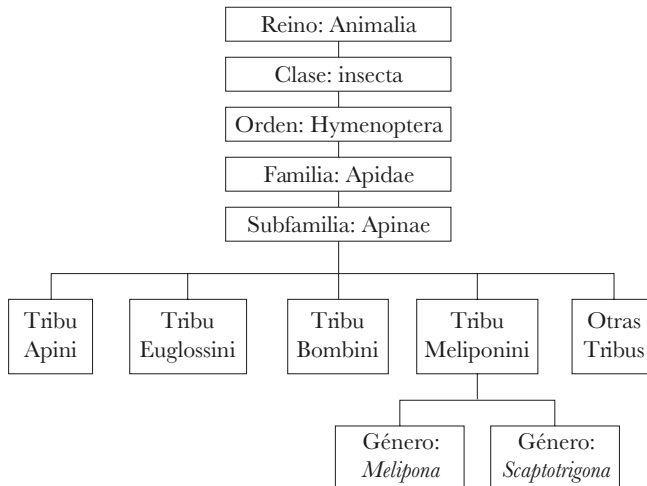 Reino: Animalia
Clase: insecta
Orden: Hymenoptera
Familia: Apidae
Subfamilia: Apinae
Tribu
Apini
Tribu
Euglossini
Tribu
Bombini
Tribu
Meliponini
Otras
Tribus
Género:
Melipona
Género:
Scaptotrigona